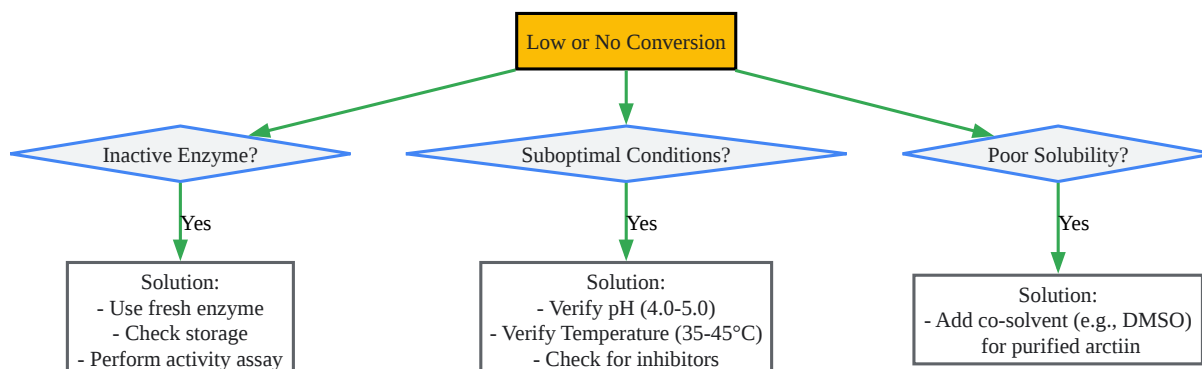 Low or No Conversion
Inactive Enzyme?
Suboptimal Conditions?
Poor Solubility?
Yes
Yes
Yes
Solution:
- Use fresh enzyme
- Check storage
- Perform activity assay
Solution:
- Verify pH (4.0-5.0)
- Verify Temperature (35-45°C)
- Check for inhibitors
Solution:
- Add co-solvent (e.g., DMSO)
for purified arctiin